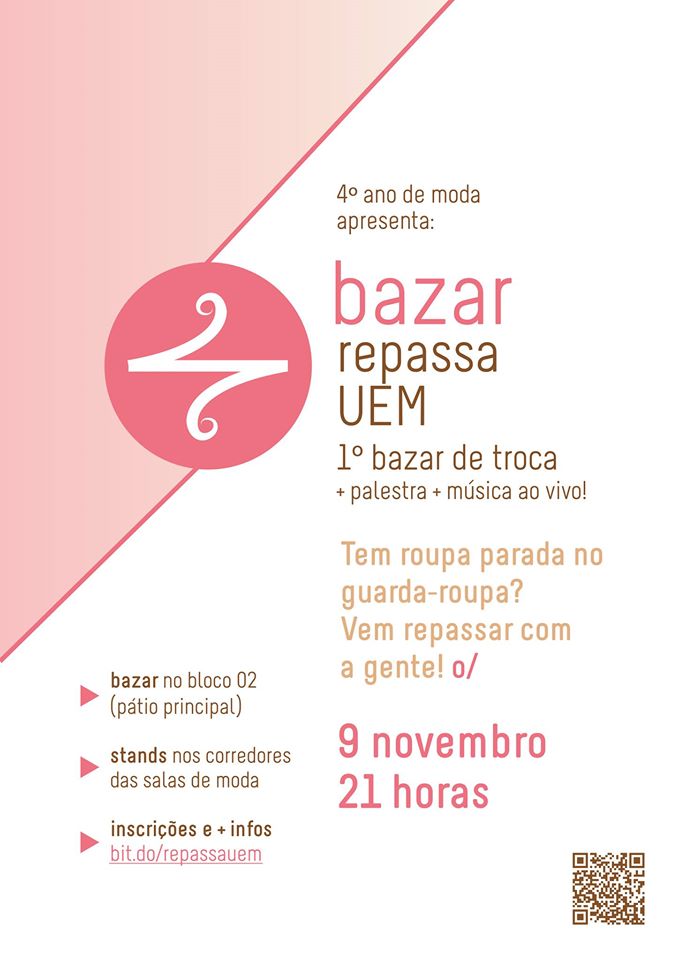 4º ano de moda
apresenta:
bazar
repassa
UEM
1º bazar de troca
+ palestra + música ao vivo!
Tem roupa parada no
guarda-roupa?
Vem repassar com
a gente! o/
9 novembro
21 horas
bazar no bloco 02
(pátio principal)
stands nos corredores
das salas de moda
inscrições e + infos
bit.do/repassauem